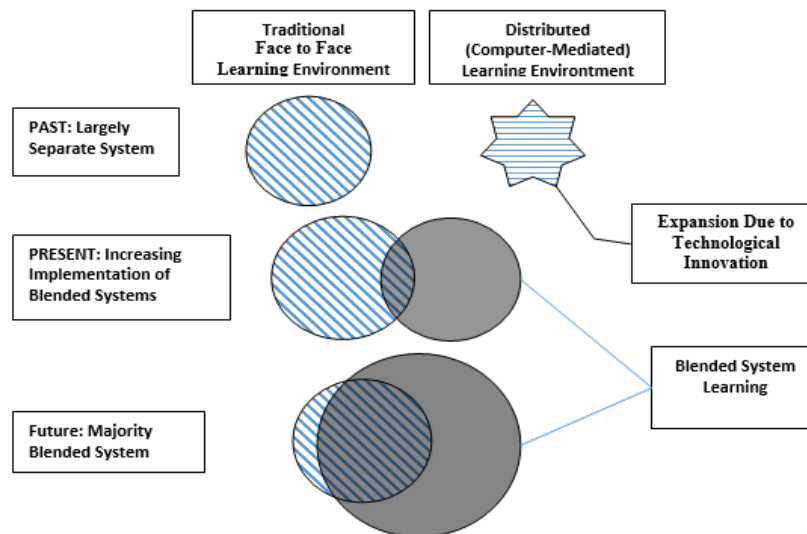 Traditional
Face to Face
Learning Environment
Distributed
(Computer-Mediated)
Learning Environtment
PAST: Largely
Separate System
Expansion Due to
Technological
Innovation
PRESENT: Increasing
Implementation of
Blended Systems
Blended System
Learning
Future: Majority
Blended System